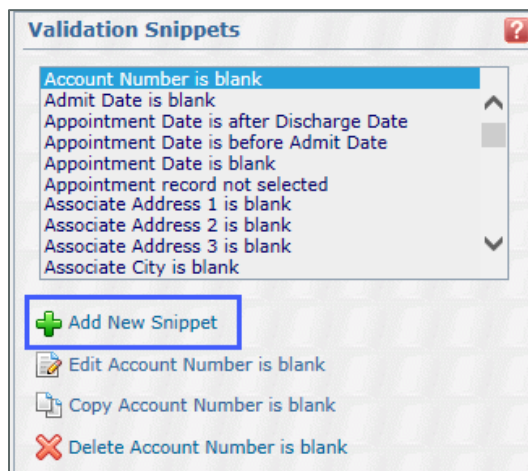 Validation Snippets
?
Account Number is blank
Admit Date is blank
Appointment Date is after Discharge Date
Appointment Date is before Admit Date
Appointment Date is blank
Appointment record not selected
Associate Address 1 is blank
Associate Address 2 is blank
Associate Address 3 is blank
Associate City is blank
Add New Snippet
Edit Account Number is blank
Copy Account Number is blank
Delete Account Number is blank